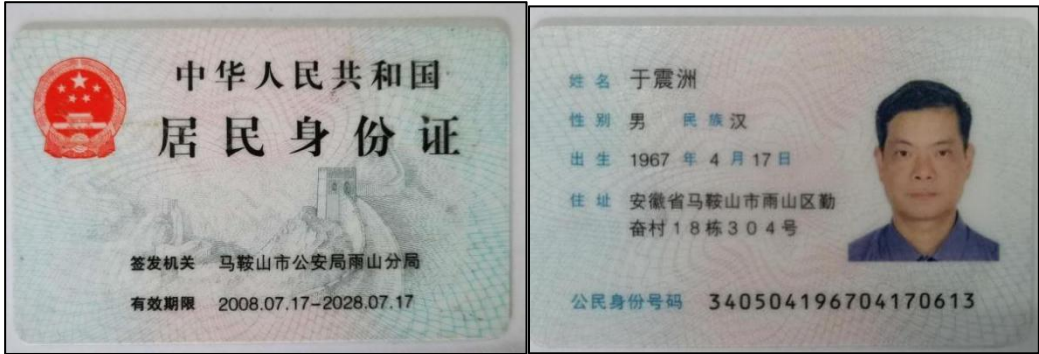 中华人民共和国
居民身份证
签发机关 马鞍山市公安局雨山分局
有效期限 2008.07.17-2028.07.17
姓名 于震洲
性别 男 民族 汉
出生 1967 年 4 月 17 日
住址 安徽省马鞍山市雨山区勤
奋村18栋304号
公民身份号码 340504196704170613